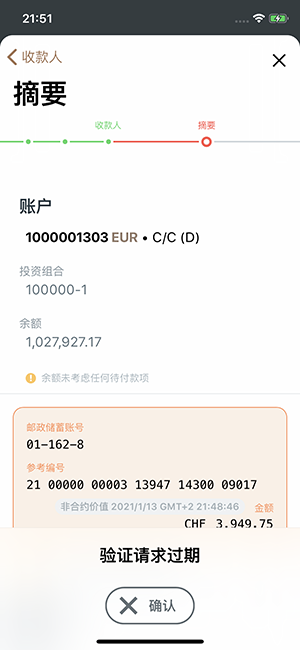 21:51
收款人
摘要
收款人 摘要
账户
1000001303 EUR • C/C (D)
投资组合
100000-1
余额
1,027,927.17
余额未考虑任何待付款项
邮政储蓄账号
01-162-8
参考编号
21 00000 00003 13947 14300 09017
非合约价值 2021/1/13 GMT+2 21:48:46 金额
CHF 3,949.75
验证请求过期
确认